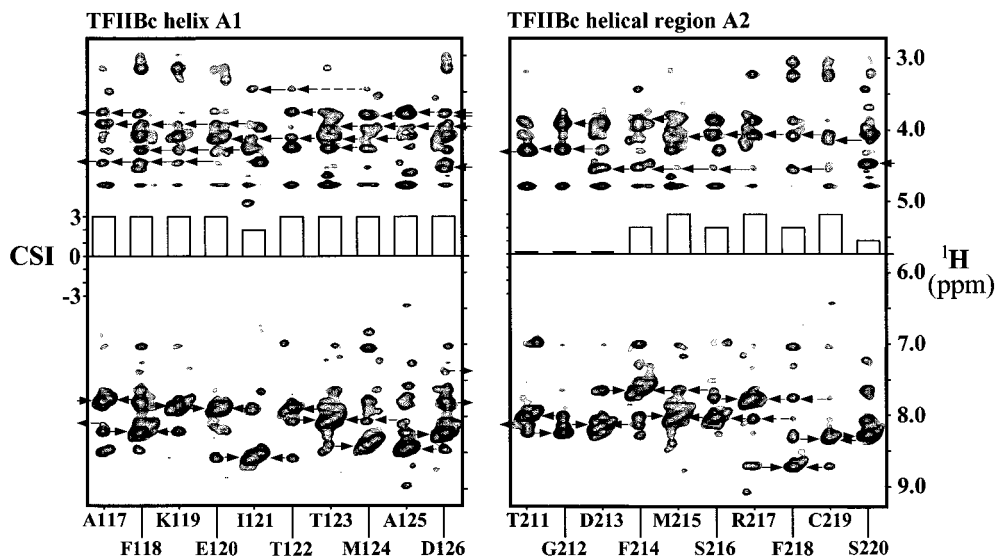 TFIIBc helix A1
TFIIBc helical region A2
3.0
4.0
5.0
3
CSI
0
-3
6.0
¹H
(ppm)
7.0
8.0
9.0
A117 K119 I121 T123 A125
F118 E120 T122 M124 D126
T211 D213 M215 R217 C219
G212 F214 S216 F218 S220